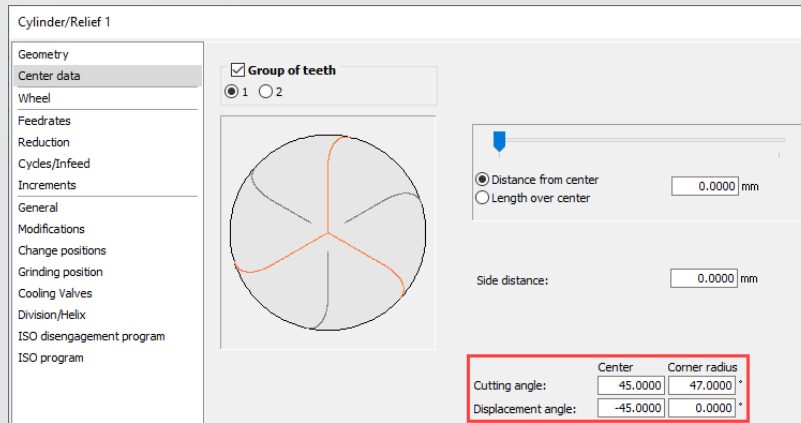 Cylinder/Relief 1
Geometry
Center data
Wheel
Feedrates
Reduction
Cycles/Infeed
Increments
General
Modifications
Change positions
Grinding position
Cooling Valves
Division/Helix
ISO disengagement program
ISO program
Group of teeth
1 2
Distance from center 0.0000 mm
Length over center
Side distance: 0.0000 mm
Center Corner radius
Cutting angle: 45.0000 47.0000 °
Displacement angle: -45.0000 0.0000 °